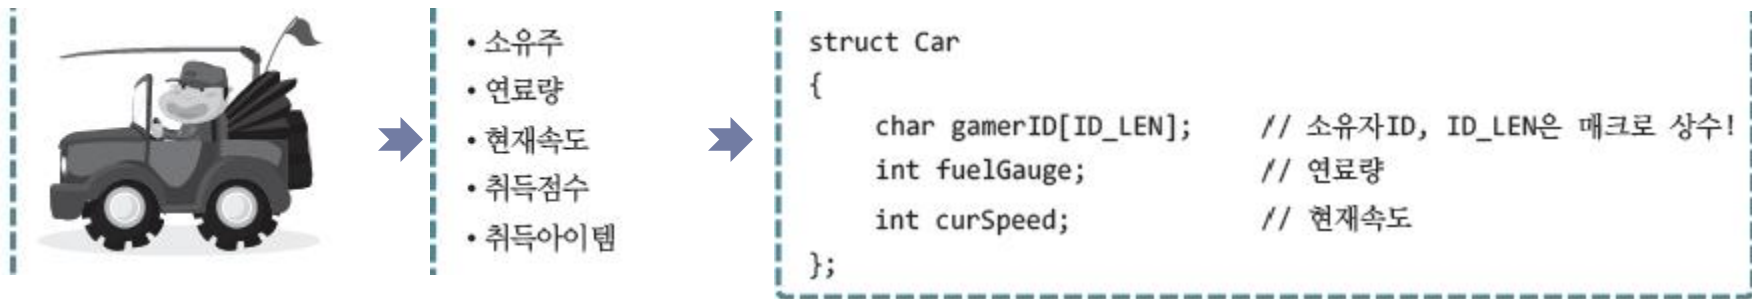 • 소유주
• 연료량
• 현재속도
• 취득점수
• 취득아이템
struct Car
{
char gamerID[ID_LEN]; // 소유자ID, ID_LEN은 매크로 상수!
int fuelGauge; // 연료량
int curSpeed; // 현재속도
};